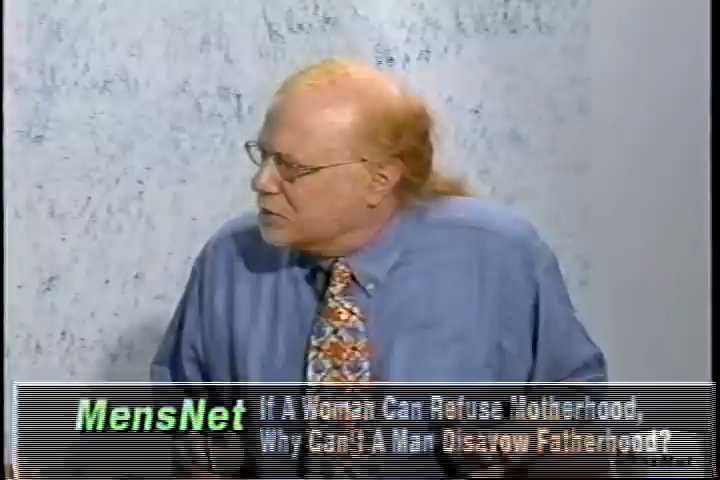 MensNet
If A Woman Can Refuse Motherhood,
Why Can't A Man Disavow Fatherhood?